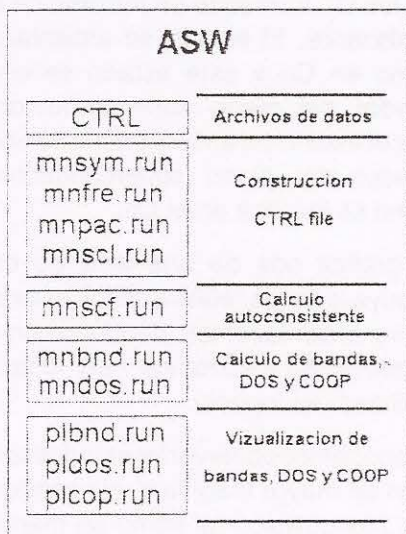 ASW
CTRL
Archivos de datos
mnsym.run
mnfre.run
mnpac.run
mnscl.run
Construccion
CTRL file
mnscf.run
Calculo
autoconsistente
mnbnd.run
mndos.run
Calculo de bandas,
DOS y COOP
plbnd.run
pldos.run
plcop.run
Vizualizacion de
bandas, DOS y COOP